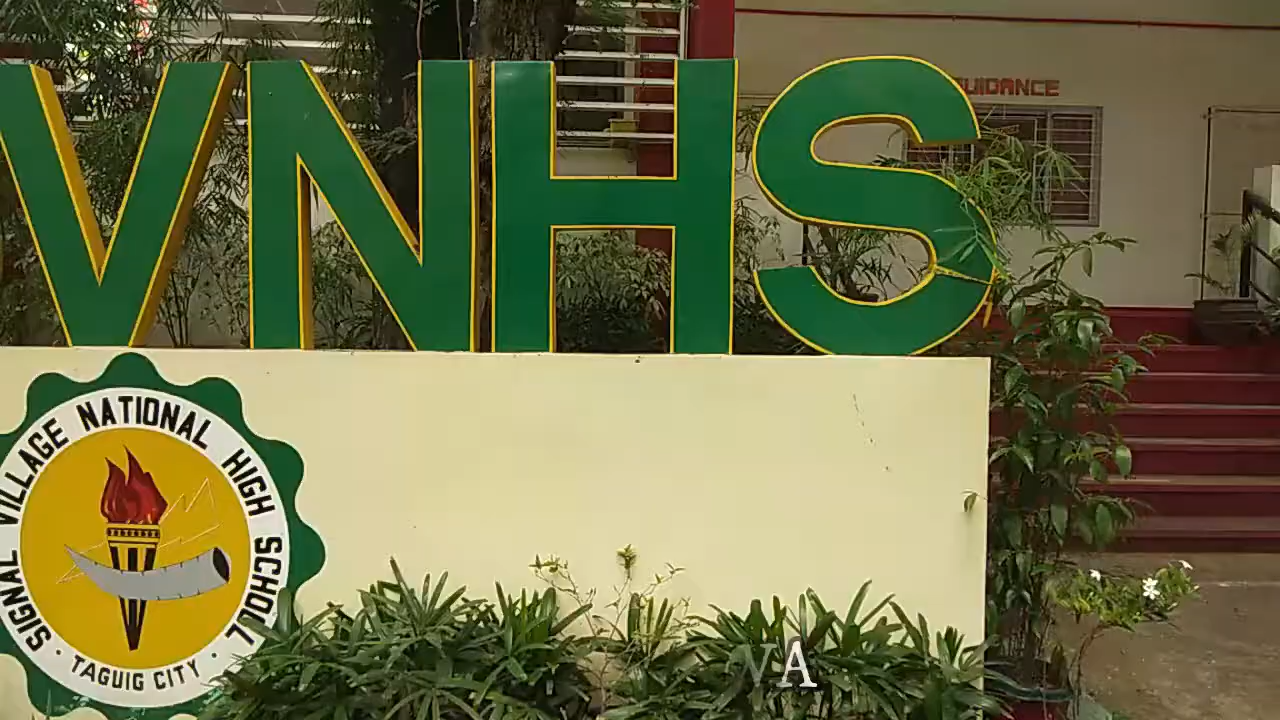 VNHS
UIDANCE
SIGNAL VILLAGE NATIONAL HIGH SCHOOL
· TAGUIG CITY ·
VA